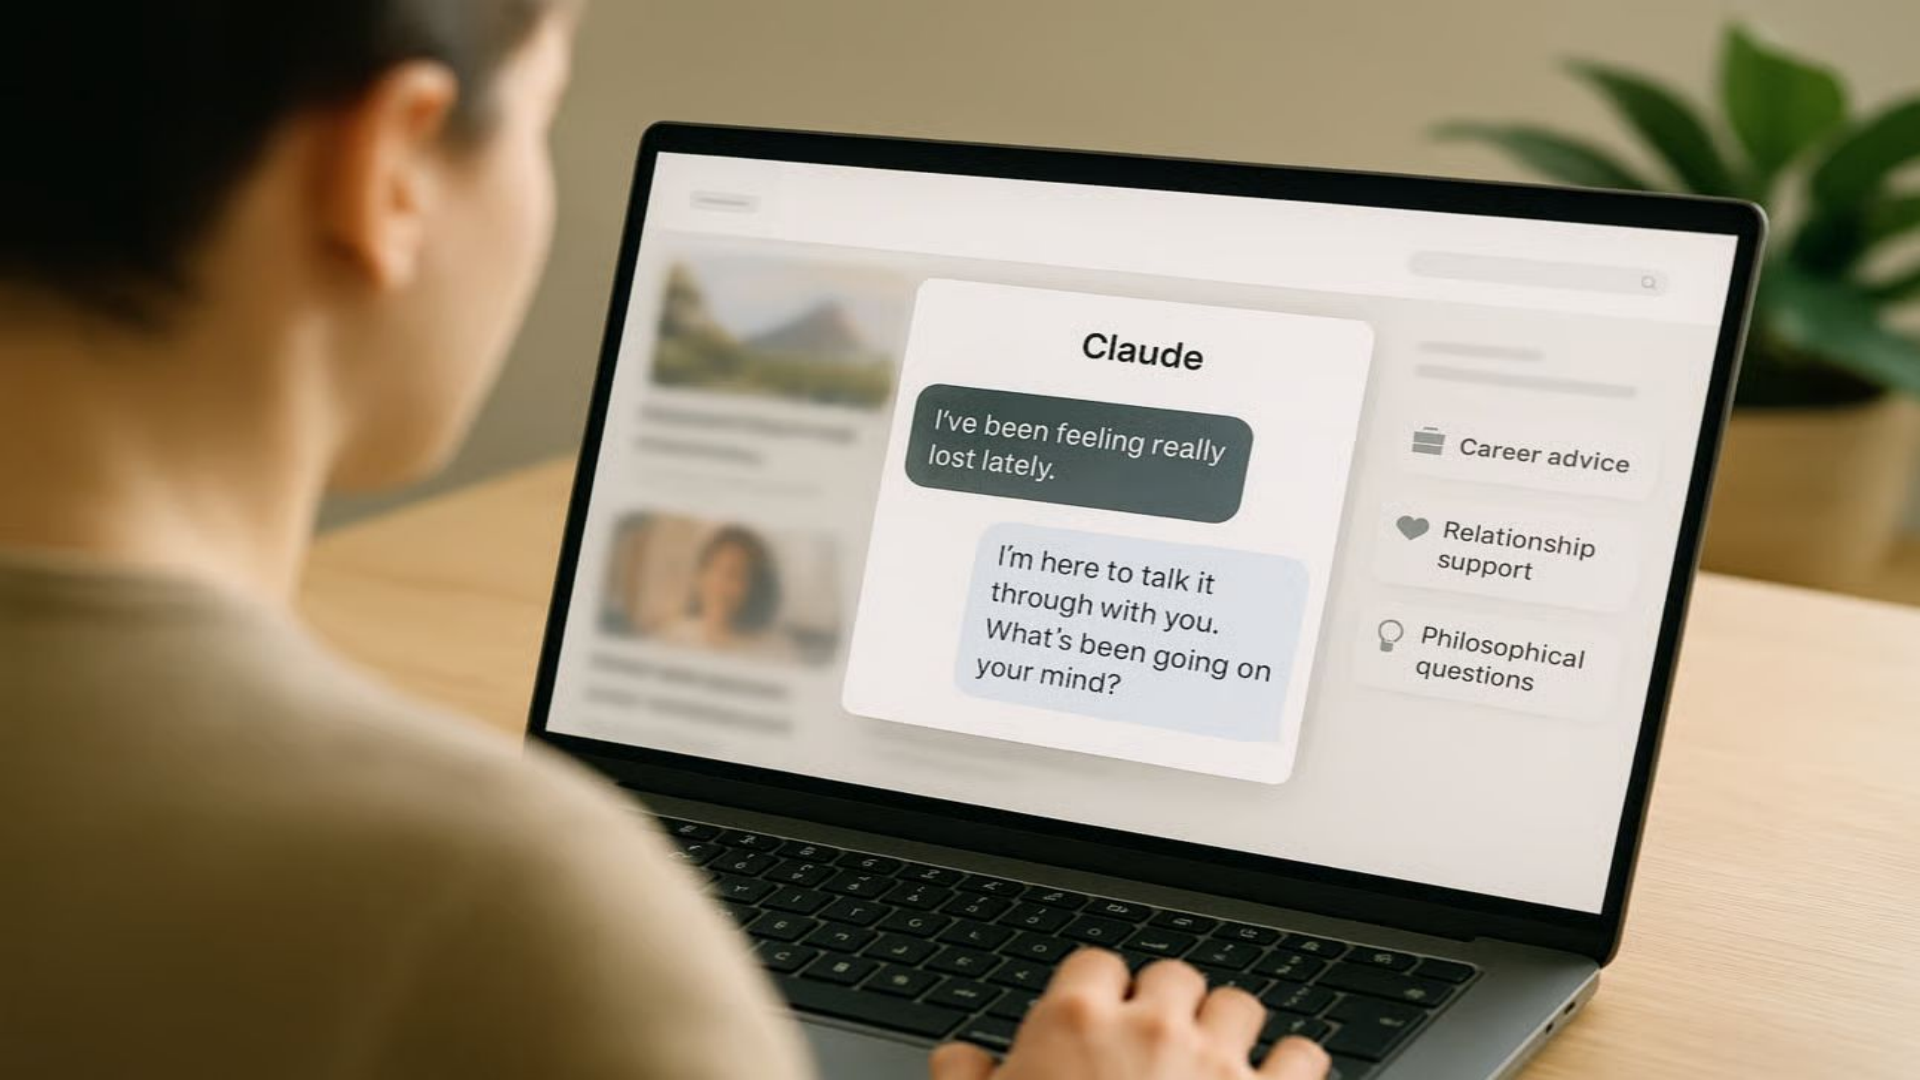 Claude
I've been feeling really
lost lately.
I'm here to talk it
through with you.
What's been going on
your mind?
Career advice
Relationship
support
Philosophical
questions